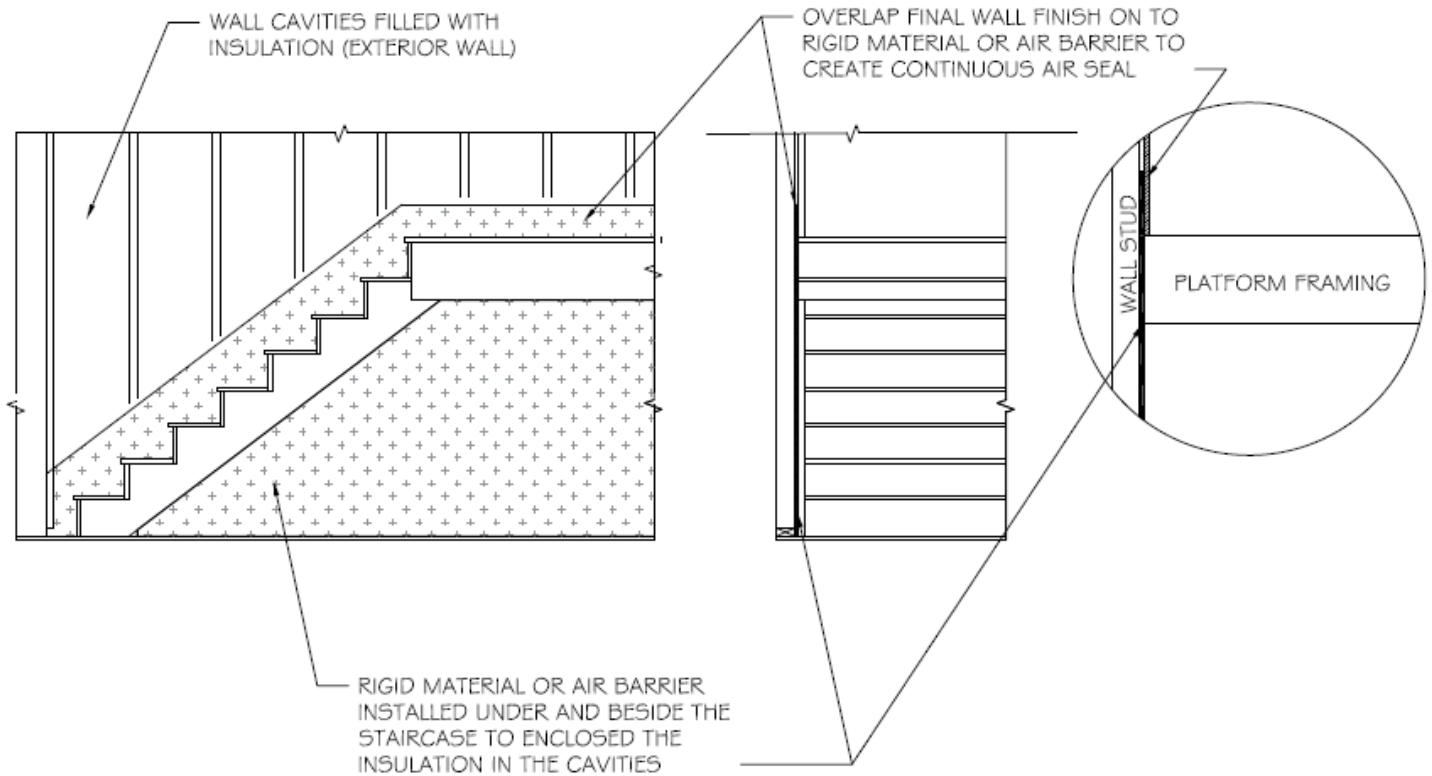 WALL CAVITIES FILLED WITH
INSULATION (EXTERIOR WALL)
OVERLAP FINAL WALL FINISH ON TO
RIGID MATERIAL OR AIR BARRIER TO
CREATE CONTINUOUS AIR SEAL
WALL STUD
PLATFORM FRAMING
RIGID MATERIAL OR AIR BARRIER
INSTALLED UNDER AND BESIDE THE
STAIRCASE TO ENCLOSED THE
INSULATION IN THE CAVITIES